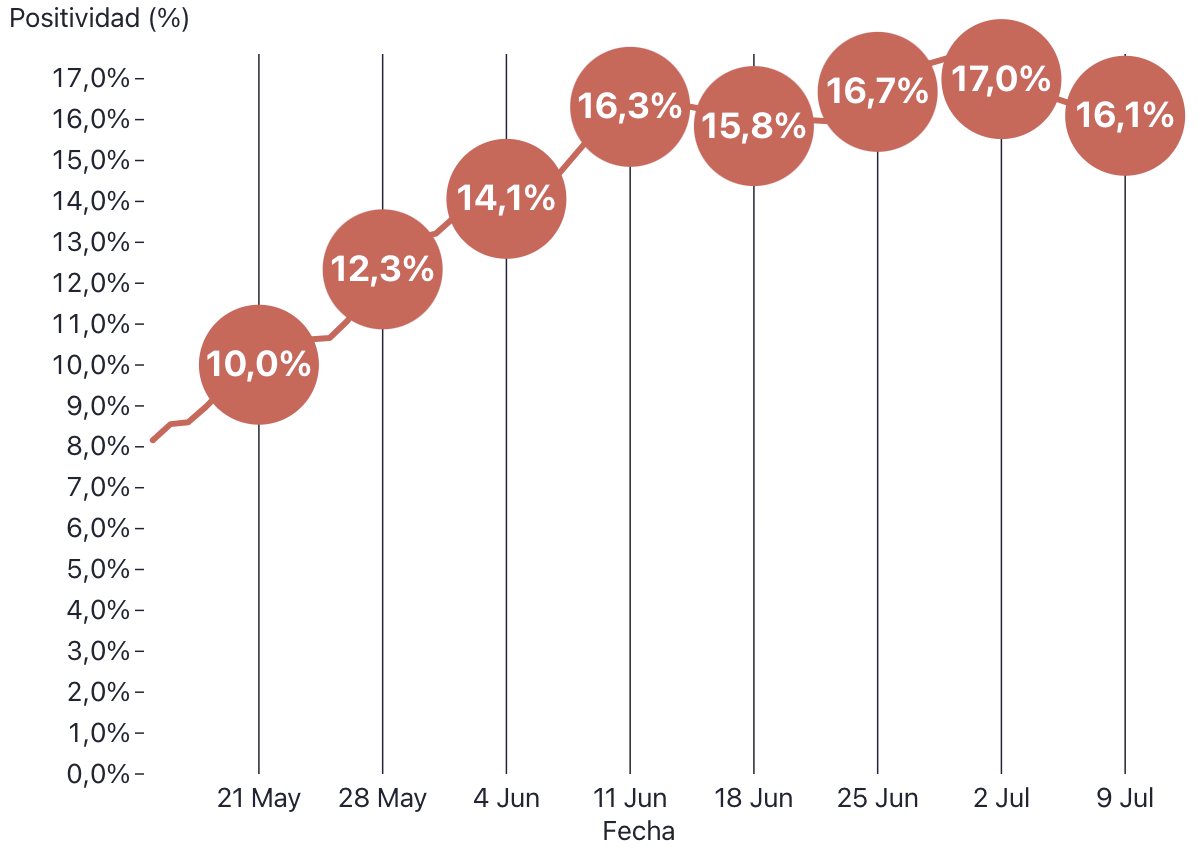 Positividad (%)
17,0%
16,0%
15,0%
14,0%
13,0%
12,0%
11,0%
10,0%
9,0%
8,0%
7,0%
6,0%
5,0%
4,0%
3,0%
2,0%
1,0%
0,0%
10,0%
12,3%
14,1%
16,3%
15,8%
16,7%
17,0%
16,1%
21 May
28 May
4 Jun
11 Jun
18 Jun
25 Jun
2 Jul
9 Jul
Fecha